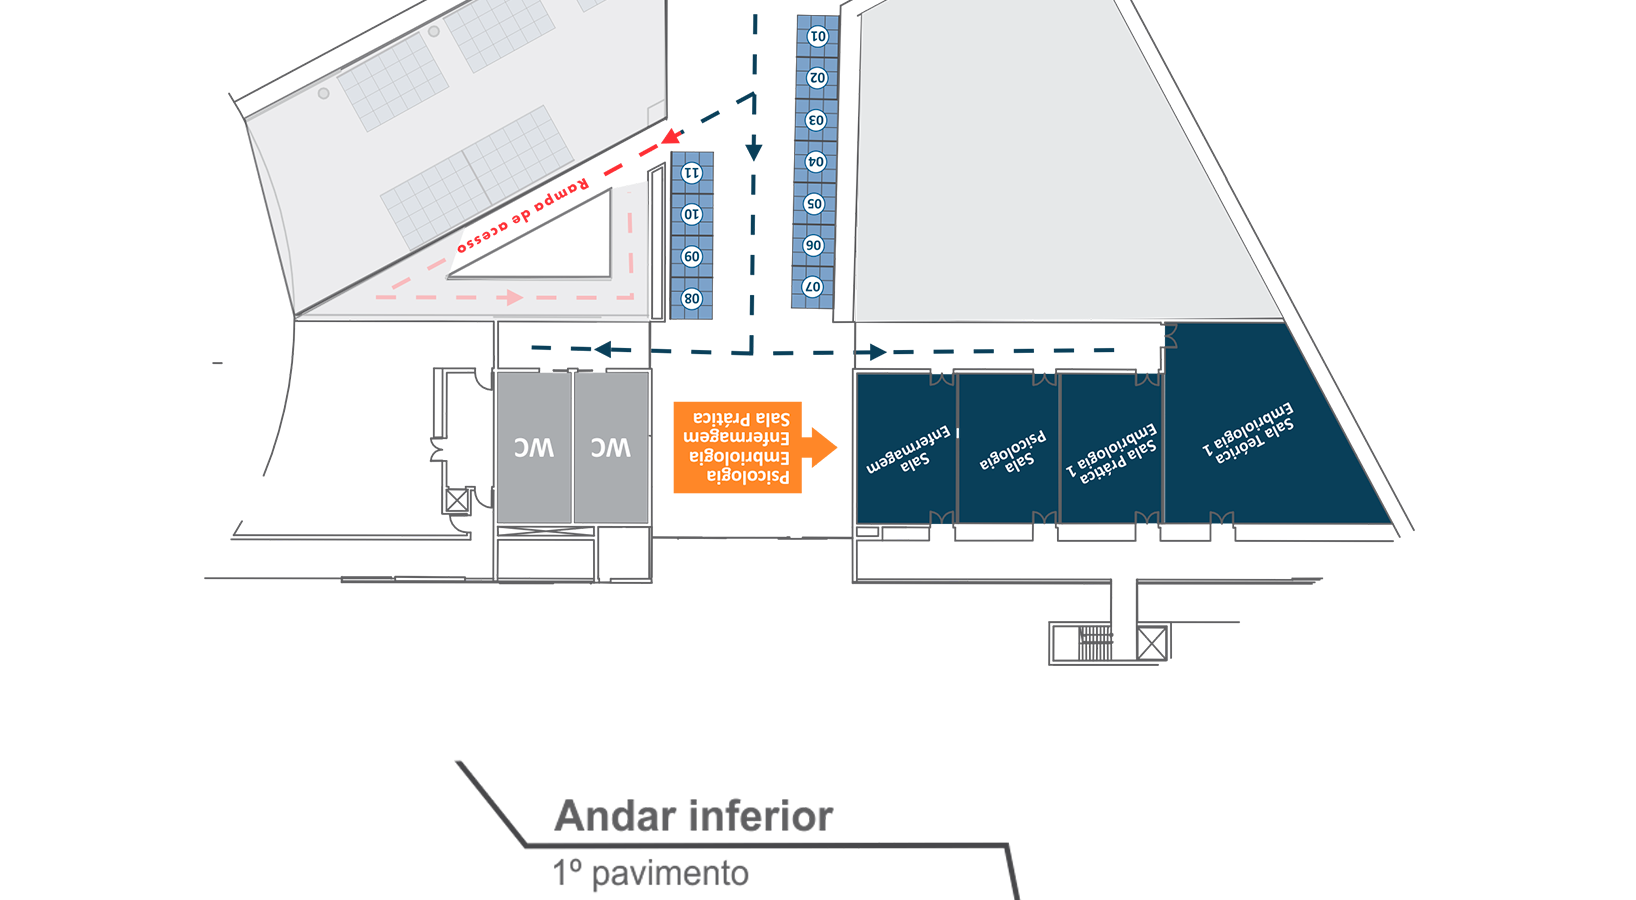 01
02
03
04
05
06
07
11
10
09
08
Rampa de acesso
WC
WC
Psicologia
Embriologia
Enfermagem
Sala Prática
Sala
Enfermagem
Sala
Psicologia
Sala Prática
Embriologia 1
Sala Teórica
Embriologia 1
Andar inferior
1º pavimento